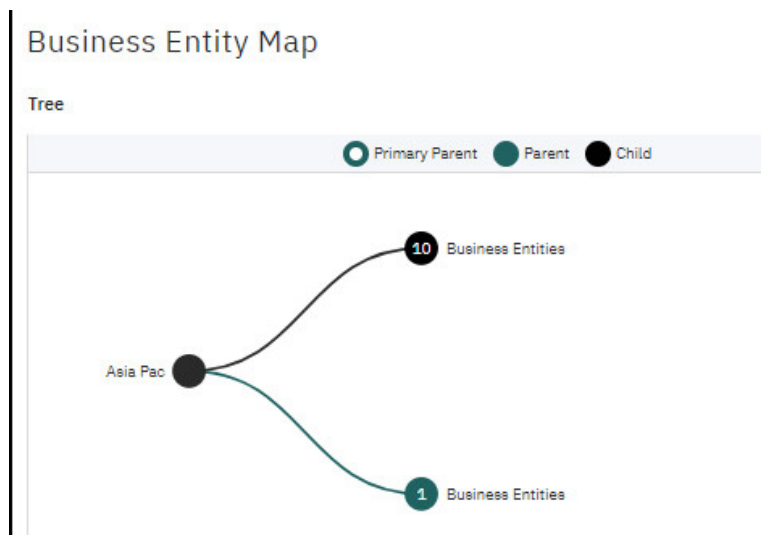 Business Entity Map
Tree
Primary Parent Parent Child
10 Business Entities
Asia Pac
1 Business Entities